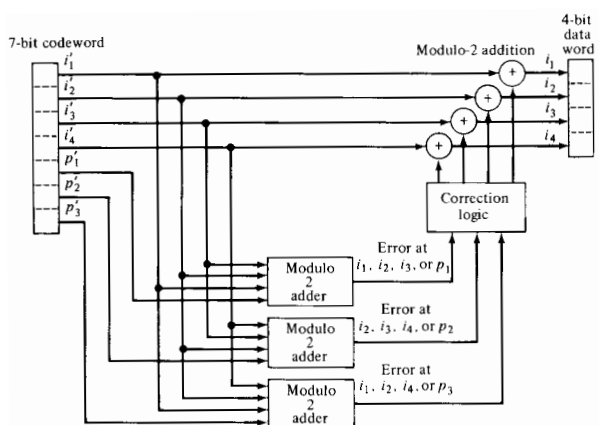 4-bit
data
word
7-bit codeword
Modulo-2 addition
i′₁
i′₂
i′₃
i′₄
p′₁
p′₂
p′₃
+
+
+
+
i₁
i₂
i₃
i₄
Correction
logic
Error at
i₁, i₂, i₃, or p₁
Modulo
2
adder
Error at
i₂, i₃, i₄, or p₂
Modulo
2
adder
Error at
i₁, i₂, i₄, or p₃
Modulo
2
adder